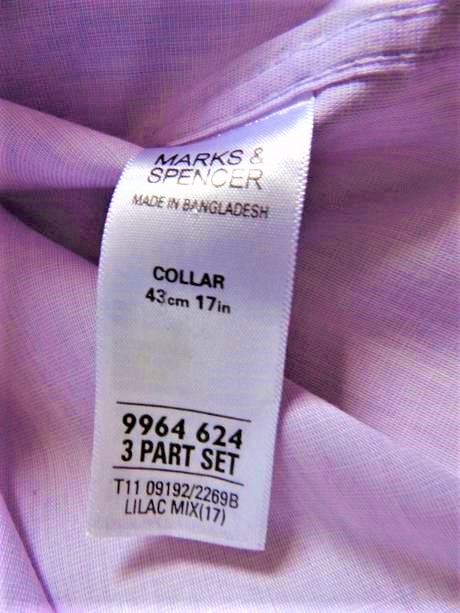 MARKS &
SPENCER
MADE IN BANGLADESH
COLLAR
43cm 17in
9964 624
3 PART SET
T11 09192/2269B
LILAC MIX(17)